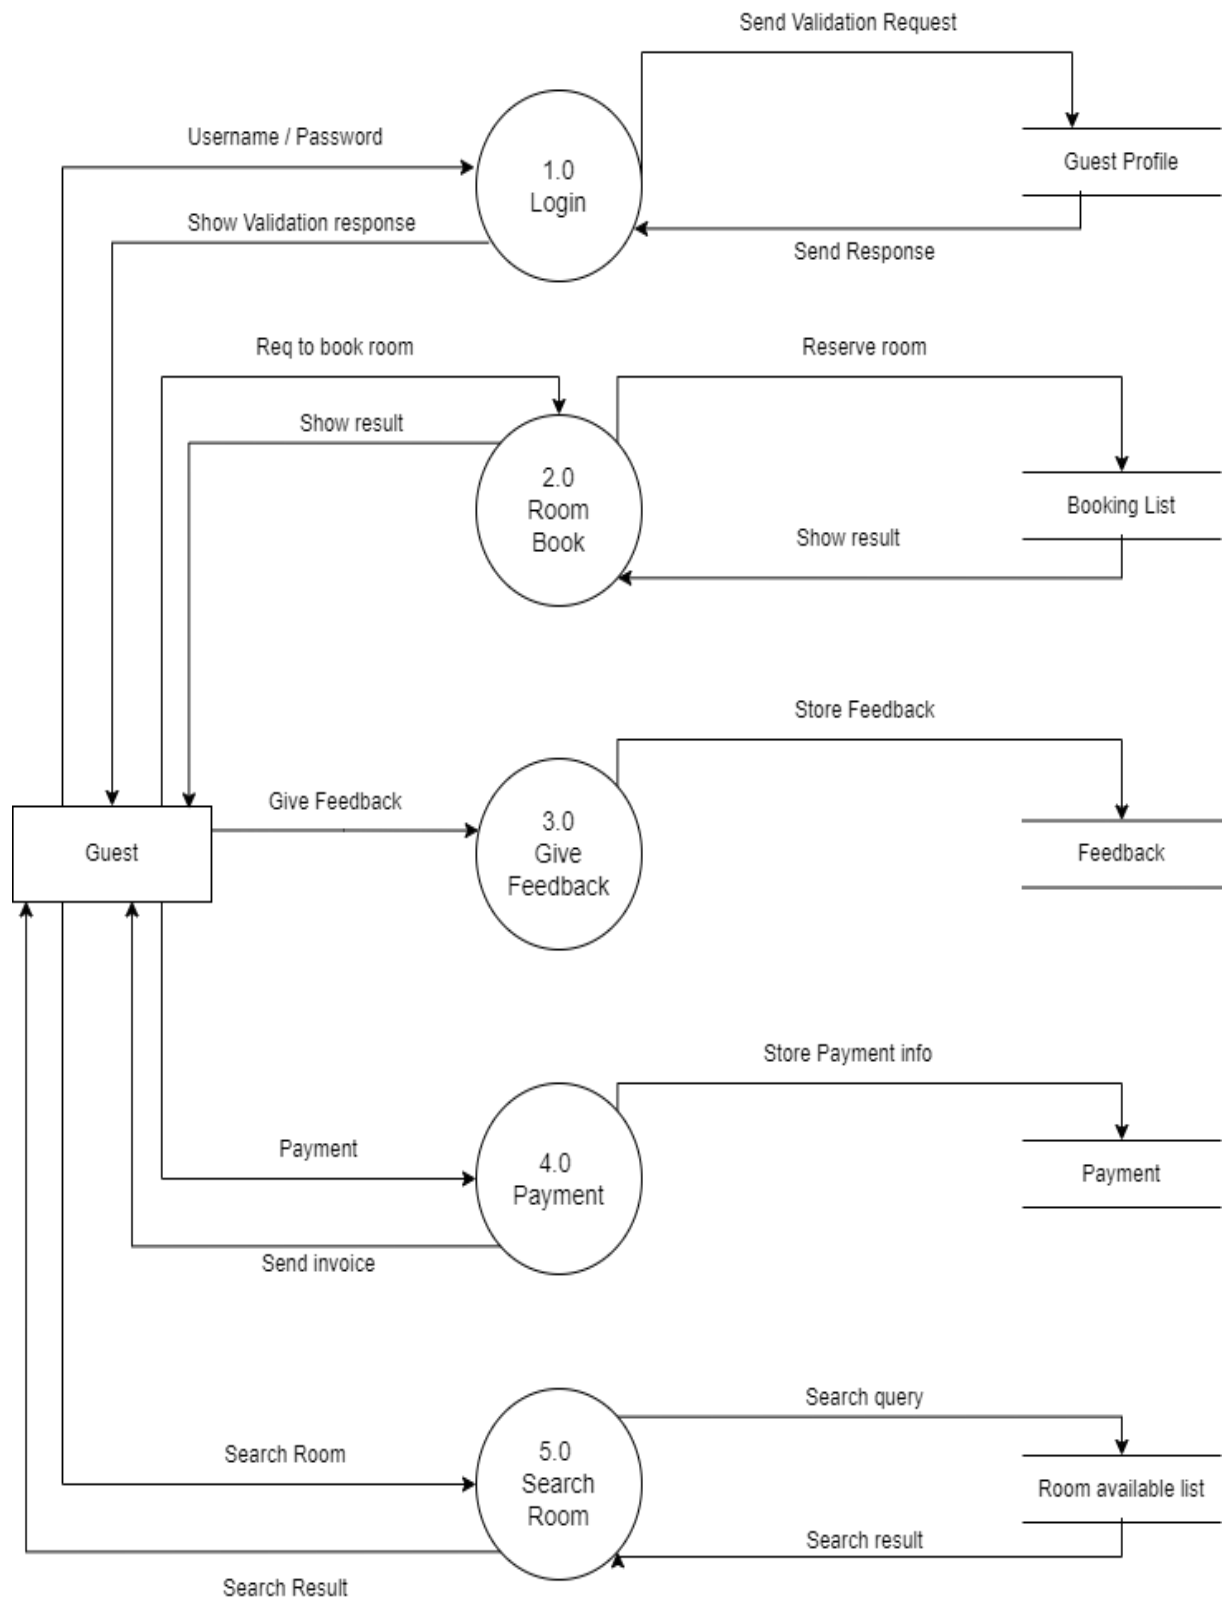 Send Validation Request
Username / Password
1.0
Login
Guest Profile
Show Validation response
Send Response
Req to book room
Reserve room
Show result
2.0
Room
Book
Booking List
Show result
Store Feedback
Give Feedback
3.0
Give
Feedback
Guest
Feedback
Store Payment info
Payment
4.0
Payment
Payment
Send invoice
Search query
Search Room
5.0
Search
Room
Room available list
Search result
Search Result